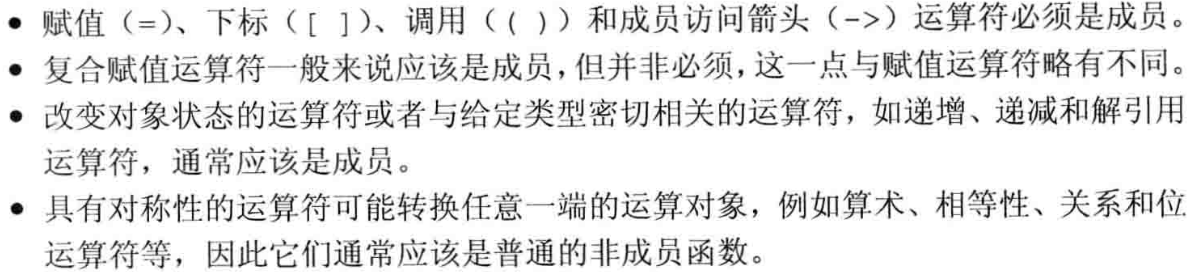 • 赋值（=）、下标（[ ]）、调用（( )）和成员访问箭头（->）运算符必须是成员。
• 复合赋值运算符一般来说应该是成员，但并非必须，这一点与赋值运算符略有不同。
• 改变对象状态的运算符或者与给定类型密切相关的运算符，如递增、递减和解引用
运算符，通常应该是成员。
• 具有对称性的运算符可能转换任意一端的运算对象，例如算术、相等性、关系和位
运算符等，因此它们通常应该是普通的非成员函数。